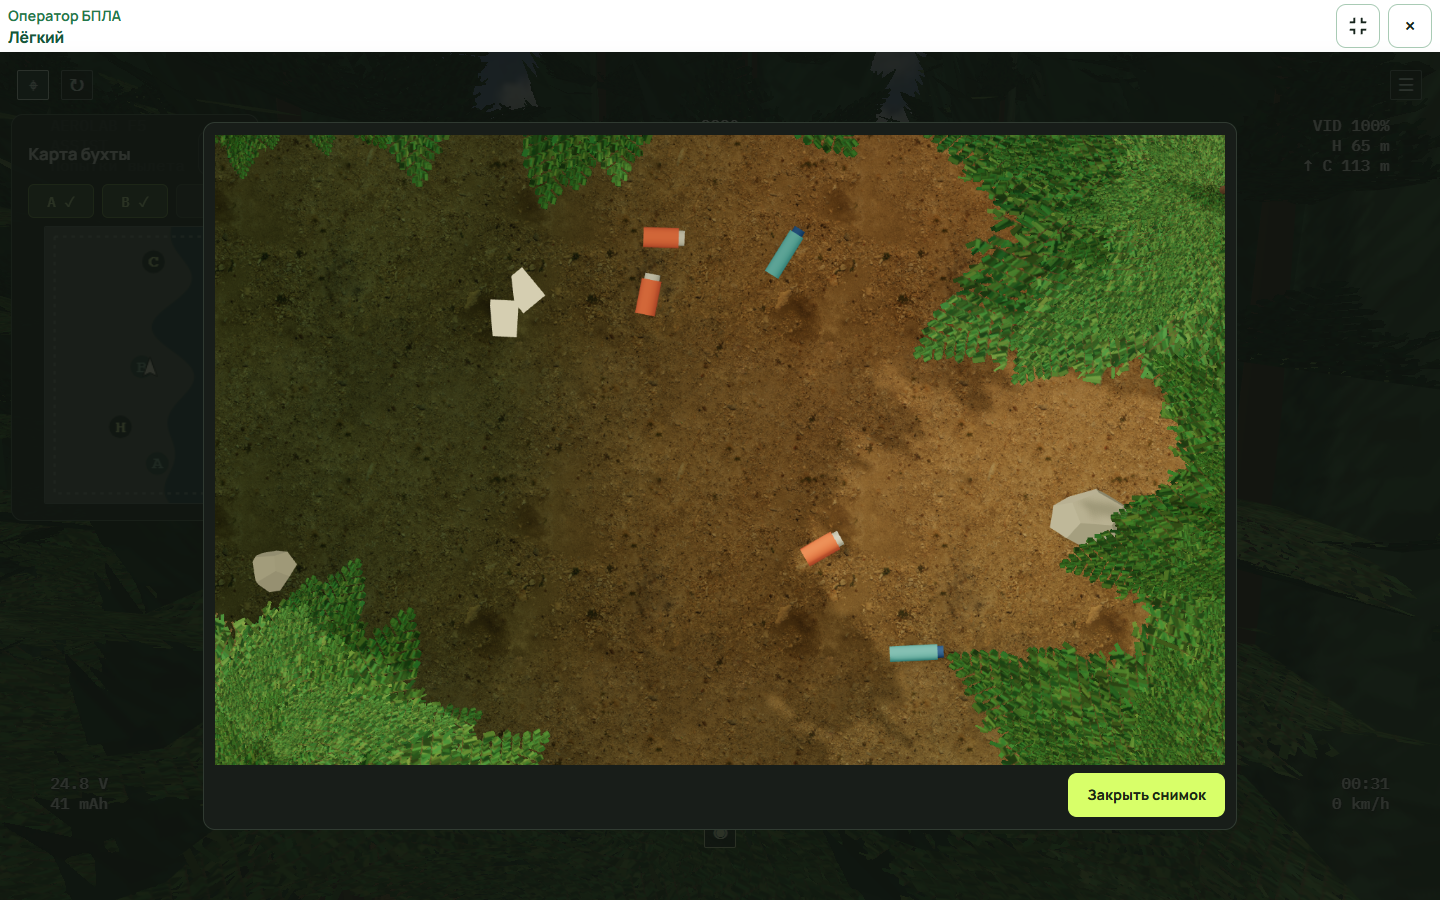 Оператор БПЛА
Лёгкий
×
VID 100%
H 65 m
↑ C 113 m
Карта бухты
A ✓
B ✓
C
B
H
A
24.8 V
41 mAh
00:31
0 km/h
Закрыть снимок